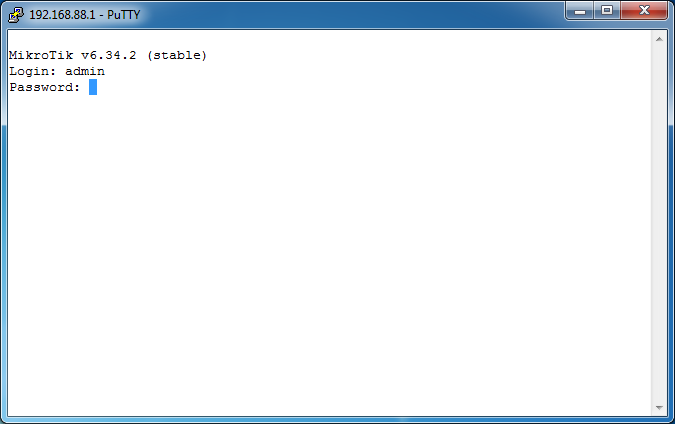 192.168.88.1 - PuTTY
MikroTik v6.34.2 (stable)
Login: admin
Password: